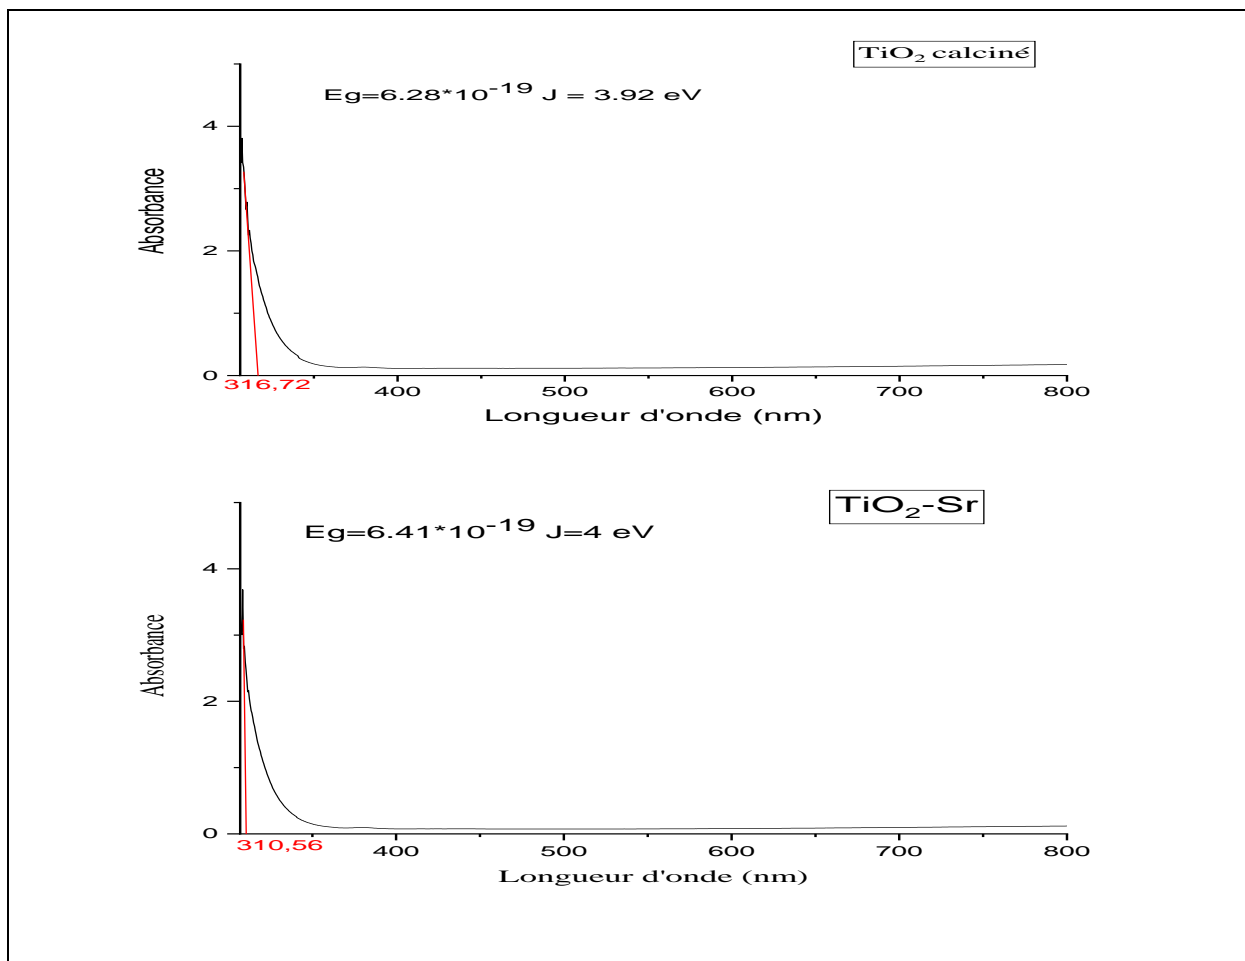 TiO₂ calciné
Eg=6.28*10⁻¹⁹ J = 3.92 eV
4
2
0
Absorbance
316,72
400 500 600 700 800
Longueur d'onde (nm)
TiO₂-Sr
Eg=6.41*10⁻¹⁹ J=4 eV
4
2
0
Absorbance
310,56
400 500 600 700 800
Longueur d'onde (nm)